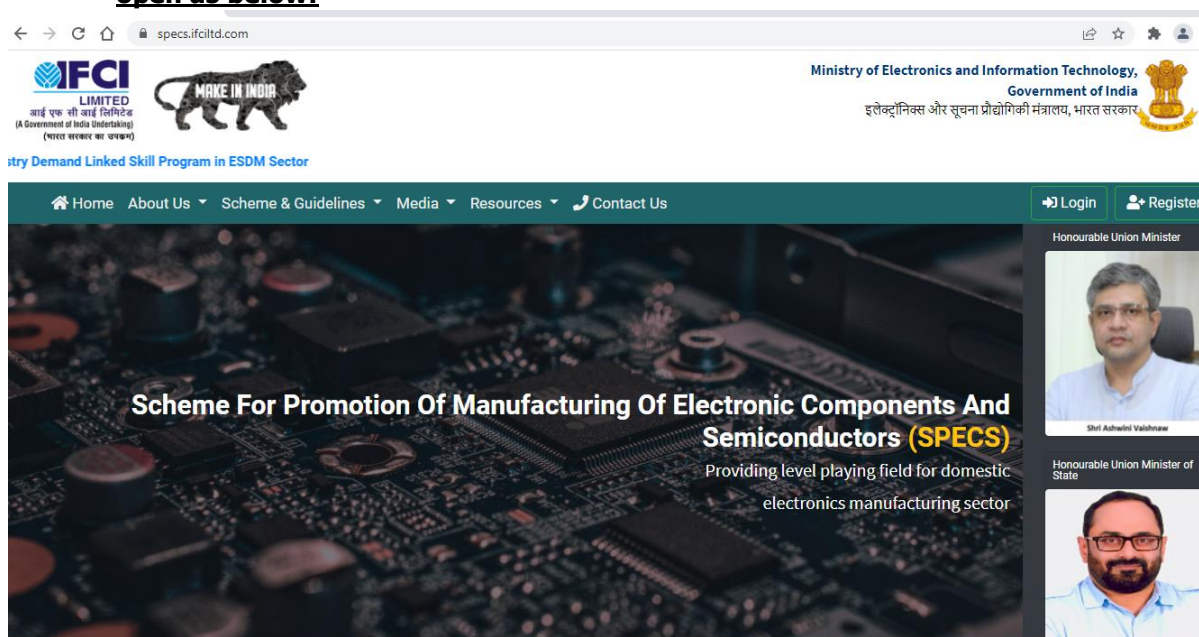 open as below:
specs.ifciltd.com
IFCI
LIMITED
आई एफ सी आई लिमिटेड
(A Government of India Undertaking)
(भारत सरकार का उपक्रम)
MAKE IN INDIA
Ministry of Electronics and Information Technology,
Government of India
इलेक्ट्रॉनिक्स और सूचना प्रौद्योगिकी मंत्रालय, भारत सरकार
stry Demand Linked Skill Program in ESDM Sector
Home About Us Scheme & Guidelines Media Resources Contact Us Login Register
Honourable Union Minister
Shri Ashwini Vaishnaw
Scheme For Promotion Of Manufacturing Of Electronic Components And
Semiconductors (SPECS)
Providing level playing field for domestic
electronics manufacturing sector
Honourable Union Minister of
State